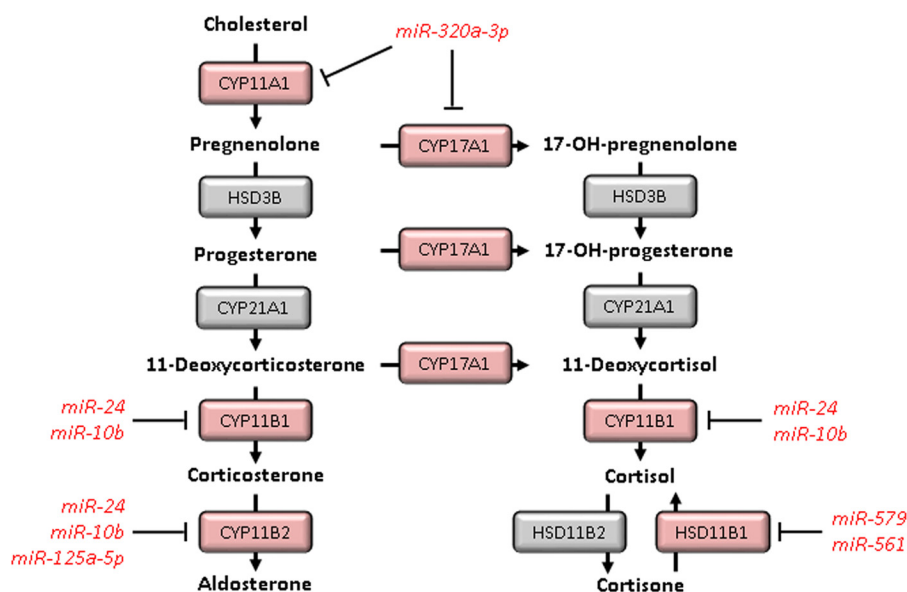 Cholesterol
miR-320a-3p
CYP11A1
Pregnenolone
CYP17A1
17-OH-pregnenolone
HSD3B
HSD3B
Progesterone
CYP17A1
17-OH-progesterone
CYP21A1
CYP21A1
11-Deoxycorticosterone
CYP17A1
11-Deoxycortisol
miR-24
miR-10b
CYP11B1
CYP11B1
miR-24
miR-10b
Corticosterone
Cortisol
miR-24
miR-10b
miR-125a-5p
CYP11B2
HSD11B2
HSD11B1
miR-579
miR-561
Aldosterone
Cortisone